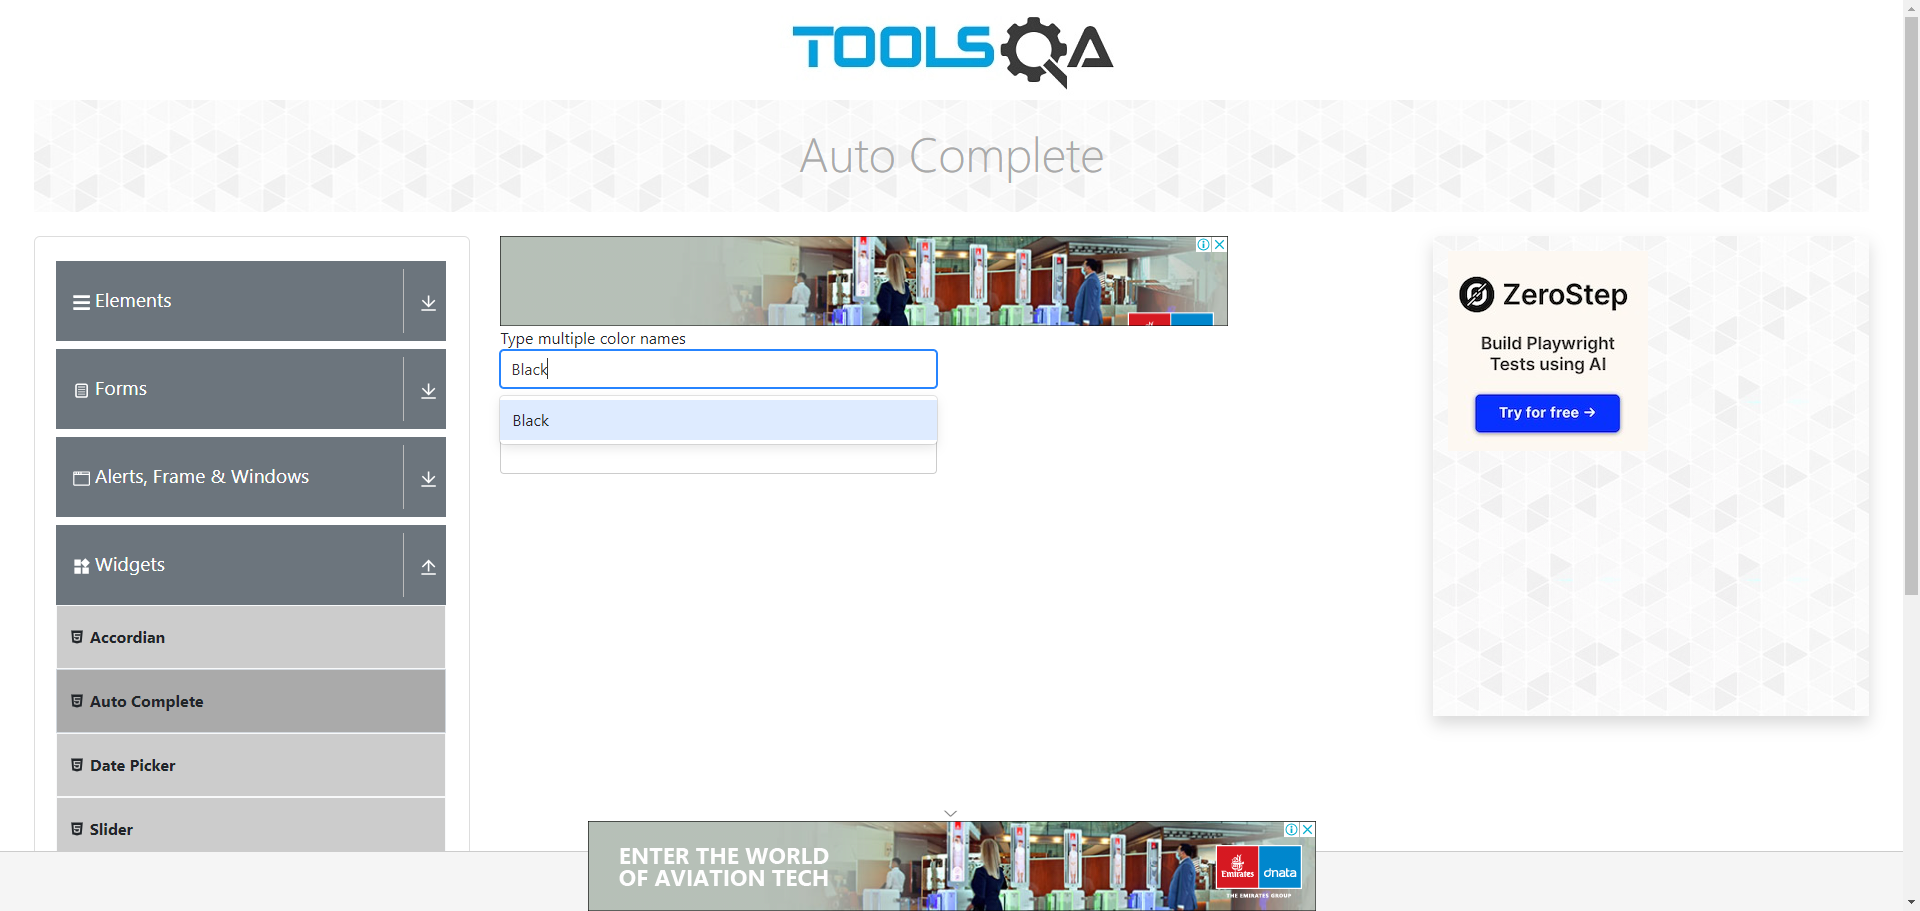 TOOLSQA
Auto Complete
Elements
Forms
Alerts, Frame & Windows
Widgets
Accordian
Auto Complete
Date Picker
Slider
Type multiple color names
Black
Black
ZeroStep
Build Playwright
Tests using AI
Try for free →
ENTER THE WORLD
OF AVIATION TECH
Emirates
dnata
THE EMIRATES GROUP